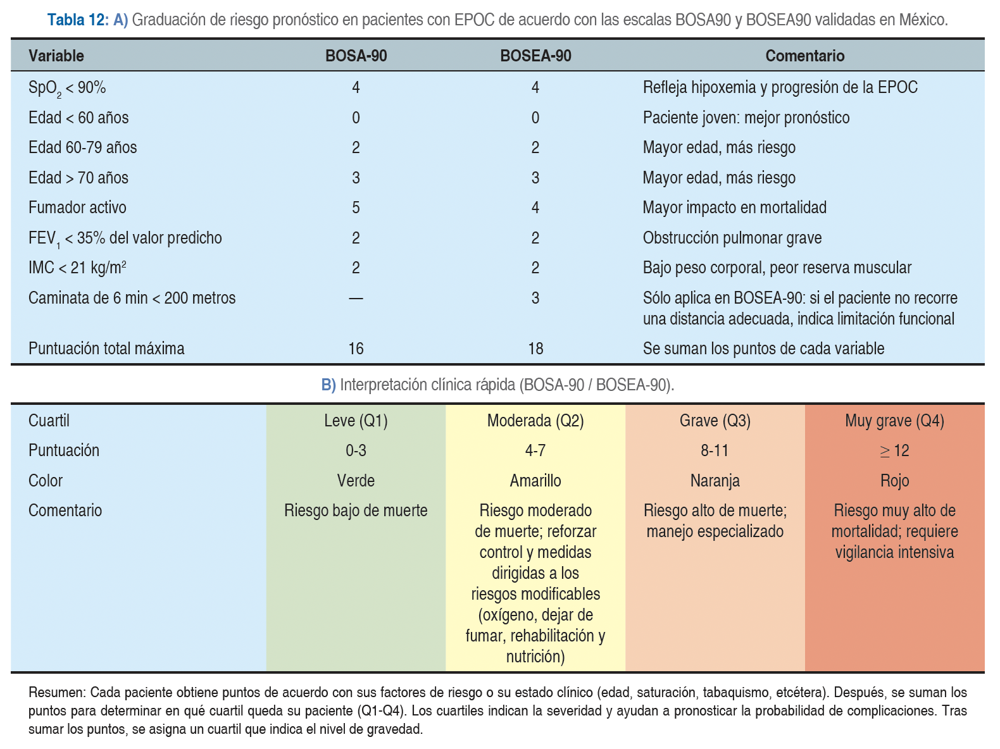 Tabla 12: A) Graduación de riesgo pronóstico en pacientes con EPOC de acuerdo con las escalas BOSA90 y BOSEA90 validadas en México.
Variable BOSA-90 BOSEA-90 Comentario
SpO2 < 90% 4 4 Refleja hipoxemia y progresión de la EPOC
Edad < 60 años 0 0 Paciente joven: mejor pronóstico
Edad 60-79 años 2 2 Mayor edad, más riesgo
Edad > 70 años 3 3 Mayor edad, más riesgo
Fumador activo 5 4 Mayor impacto en mortalidad
FEV1 < 35% del valor predicho 2 2 Obstrucción pulmonar grave
IMC < 21 kg/m² 2 2 Bajo peso corporal, peor reserva muscular
Caminata de 6 min < 200 metros — 3 Sólo aplica en BOSEA-90: si el paciente no recorre
una distancia adecuada, indica limitación funcional
Puntuación total máxima 16 18 Se suman los puntos de cada variable
B) Interpretación clínica rápida (BOSA-90 / BOSEA-90).
Cuartil Leve (Q1) Moderada (Q2) Grave (Q3) Muy grave (Q4)
Puntuación 0-3 4-7 8-11 ≥ 12
Color Verde Amarillo Naranja Rojo
Comentario Riesgo bajo de muerte Riesgo moderado Riesgo alto de muerte; Riesgo muy alto de
de muerte; reforzar manejo especializado mortalidad; requiere
control y medidas vigilancia intensiva
dirigidas a los
riesgos modificables
(oxígeno, dejar de
fumar, rehabilitación y
nutrición)
Resumen: Cada paciente obtiene puntos de acuerdo con sus factores de riesgo o su estado clínico (edad, saturación, tabaquismo, etcétera). Después, se suman los
puntos para determinar en qué cuartil queda su paciente (Q1-Q4). Los cuartiles indican la severidad y ayudan a pronosticar la probabilidad de complicaciones. Tras
sumar los puntos, se asigna un cuartil que indica el nivel de gravedad.